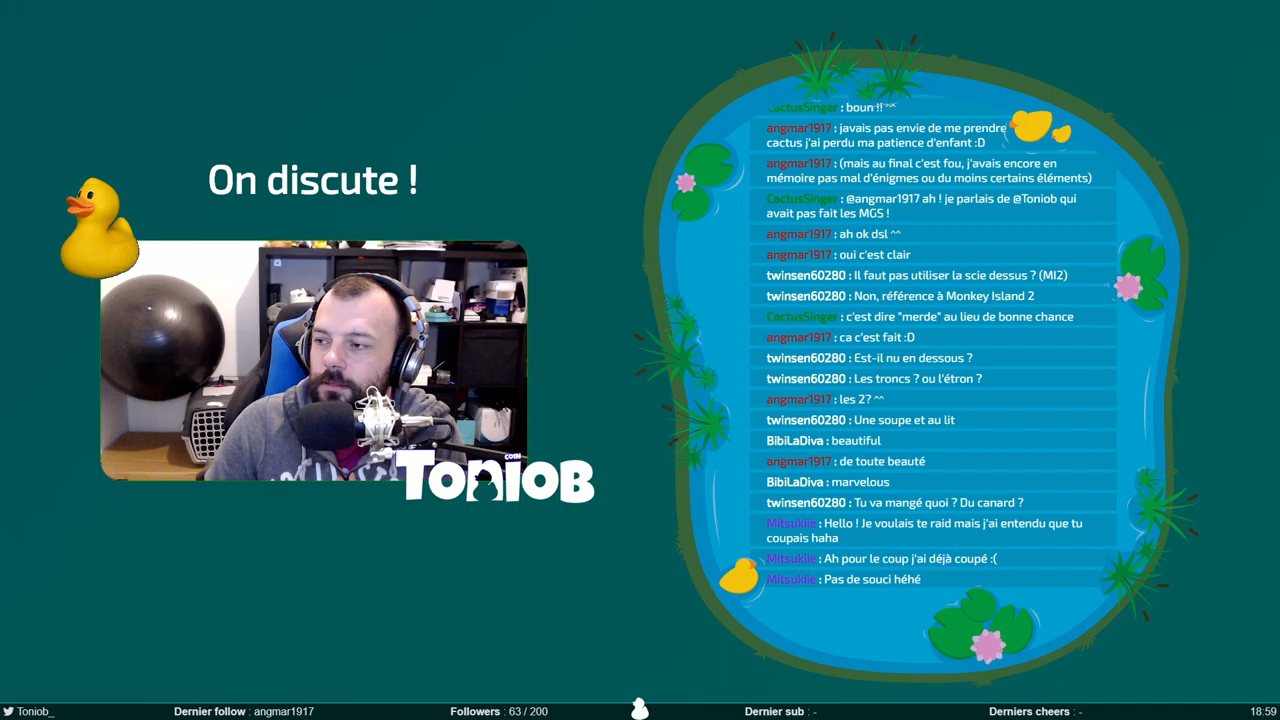 On discute !
COIN
TONIOB
CactusSinger : boun !! ^^
angmar1917 : javais pas envie de me prendre
cactus j'ai perdu ma patience d'enfant :D
angmar1917 : (mais au final c'est fou, j'avais encore en
mémoire pas mal d'énigmes ou du moins certains éléments)
CactusSinger : @angmar1917 ah ! je parlais de @Toniob qui
avait pas fait les MGS !
angmar1917 : ah ok dsl ^^
angmar1917 : oui c'est clair
twinsen60280 : Il faut pas utiliser la scie dessus ? (MI2)
twinsen60280 : Non, référence à Monkey Island 2
CactusSinger : c'est dire "merde" au lieu de bonne chance
angmar1917 : ca c'est fait :D
twinsen60280 : Est-il nu en dessous ?
twinsen60280 : Les troncs ? ou l'étron ?
angmar1917 : les 2? ^^
twinsen60280 : Une soupe et au lit
BibiLaDiva : beautiful
angmar1917 : de toute beauté
BibiLaDiva : marvelous
twinsen60280 : Tu va mangé quoi ? Du canard ?
Mitsukiie : Hello ! Je voulais te raid mais j'ai entendu que tu
coupais haha
Mitsukiie : Ah pour le coup j'ai déjà coupé :(
Mitsukiie : Pas de souci héhé
Toniob_ Dernier follow : angmar1917 Followers : 63 / 200 Dernier sub : - Derniers cheers : - 18:59